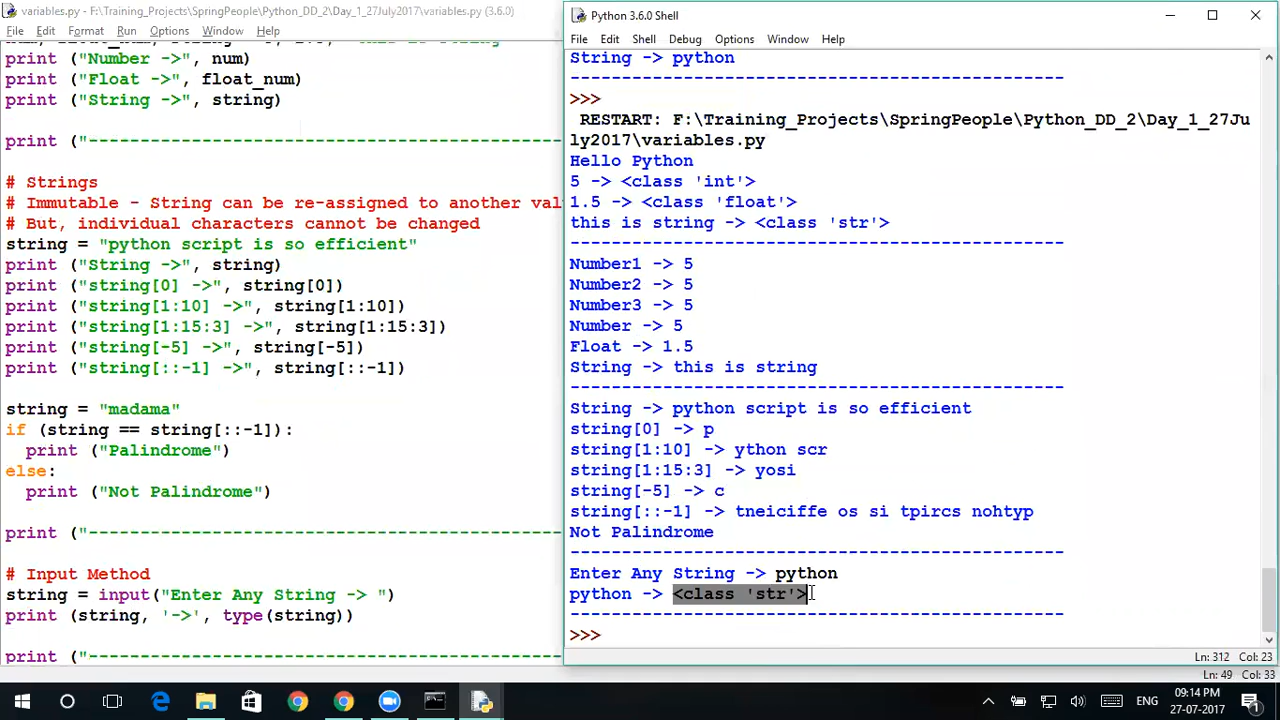 variables.py - F:\Training_Projects\SpringPeople\Python_DD_2\Day_1_27July2017\variables.py (3.6.0)
File Edit Format Run Options Window Help
print ("Number ->", num)
print ("Float ->", float_num)
print ("String ->", string)
print ("----------------------------------------------
# Strings
# Immutable - String can be re-assigned to another val
# But, individual characters cannot be changed
string = "python script is so efficient"
print ("String ->", string)
print ("string[0] ->", string[0])
print ("string[1:10] ->", string[1:10])
print ("string[1:15:3] ->", string[1:15:3])
print ("string[-5] ->", string[-5])
print ("string[::-1] ->", string[::-1])
string = "madama"
if (string == string[::-1]):
  print ("Palindrome")
else:
  print ("Not Palindrome")
print ("----------------------------------------------
# Input Method
string = input("Enter Any String -> ")
print (string, '->', type(string))
print ("----------------------------------------------
Ln: 49 Col: 33
Python 3.6.0 Shell
File Edit Shell Debug Options Window Help
String -> python
------------------------------------------------
>>>
 RESTART: F:\Training_Projects\SpringPeople\Python_DD_2\Day_1_27Ju
ly2017\variables.py
Hello Python
5 -> <class 'int'>
1.5 -> <class 'float'>
this is string -> <class 'str'>
------------------------------------------------
Number1 -> 5
Number2 -> 5
Number3 -> 5
Number -> 5
Float -> 1.5
String -> this is string
------------------------------------------------
String -> python script is so efficient
string[0] -> p
string[1:10] -> ython scr
string[1:15:3] -> yosi
string[-5] -> c
string[::-1] -> tneiciffe os si tpircs nohtyp
Not Palindrome
------------------------------------------------
Enter Any String -> python
python -> <class 'str'>
------------------------------------------------
>>>
Ln: 312 Col: 23
ENG
09:14 PM
27-07-2017
1